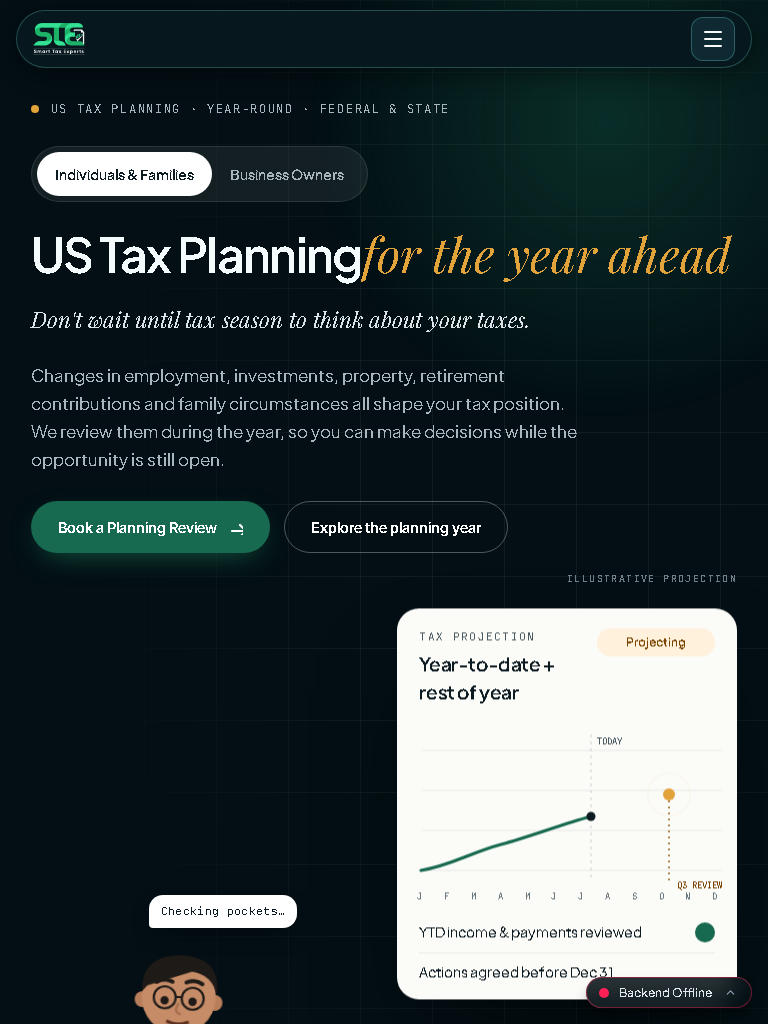 STE
Smart Tax Experts
US TAX PLANNING · YEAR-ROUND · FEDERAL & STATE
Individuals & Families
Business Owners
US Tax Planning for the year ahead
Don't wait until tax season to think about your taxes.
Changes in employment, investments, property, retirement
contributions and family circumstances all shape your tax position.
We review them during the year, so you can make decisions while the
opportunity is still open.
Book a Planning Review →
Explore the planning year
ILLUSTRATIVE PROJECTION
TAX PROJECTION
Projecting
Year-to-date +
rest of year
TODAY
Q3 REVIEW
J F M A M J J A S O N D
Checking pockets…
YTD income & payments reviewed
Actions agreed before Dec 31
Backend Offline